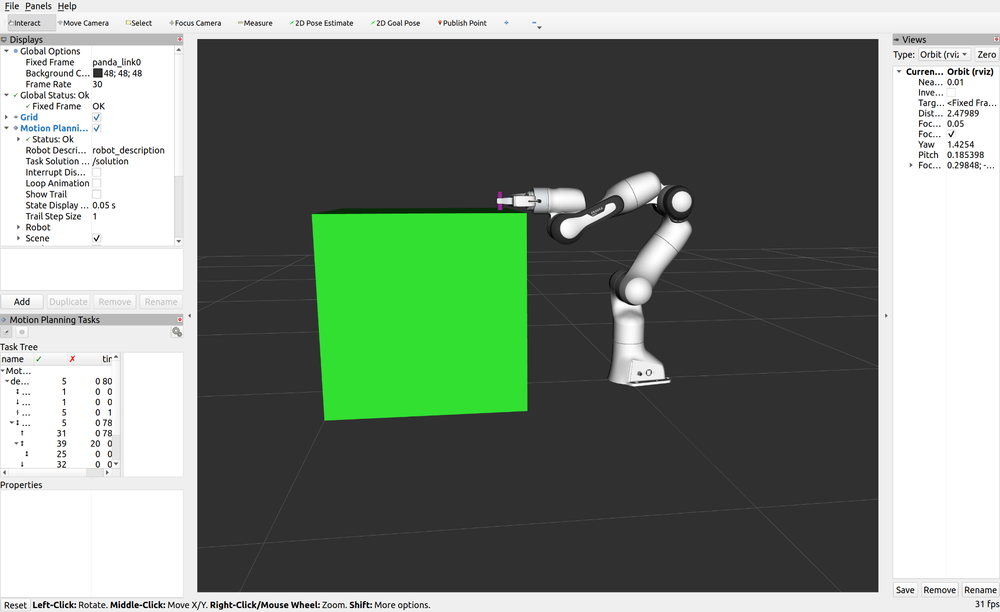 File Panels Help
Interact Move Camera Select Focus Camera Measure 2D Pose Estimate 2D Goal Pose Publish Point
Displays
Global Options
Fixed Frame panda_link0
Background C... 48; 48; 48
Frame Rate 30
Global Status: Ok
Fixed Frame OK
Grid
Motion Planni...
Status: Ok
Robot Descri... robot_description
Task Solution ... /solution
Interrupt Dis...
Loop Animation
Show Trail
State Display ... 0.05 s
Trail Step Size 1
Robot
Scene
Add Duplicate Remove Rename
Motion Planning Tasks
Task Tree
name ✓ ✗ tir
Mot...
de... 5 0 80
... 1 0 0
... 1 0 0
... 5 0 1
... 5 0 78
31 0 78
39 20 0
25 0 0
32 0 0
Properties
Reset Left-Click: Rotate. Middle-Click: Move X/Y. Right-Click/Mouse Wheel: Zoom. Shift: More options.
FRANKA
Views
Type: Orbit (rviz Zero
Curren... Orbit (rviz)
Nea... 0.01
Inve...
Targ... <Fixed Fra...
Dist... 2.47989
Foc... 0.05
Foc...
Yaw 1.4254
Pitch 0.185398
Foc... 0.29848; -...
Save Remove Rename
31 fps